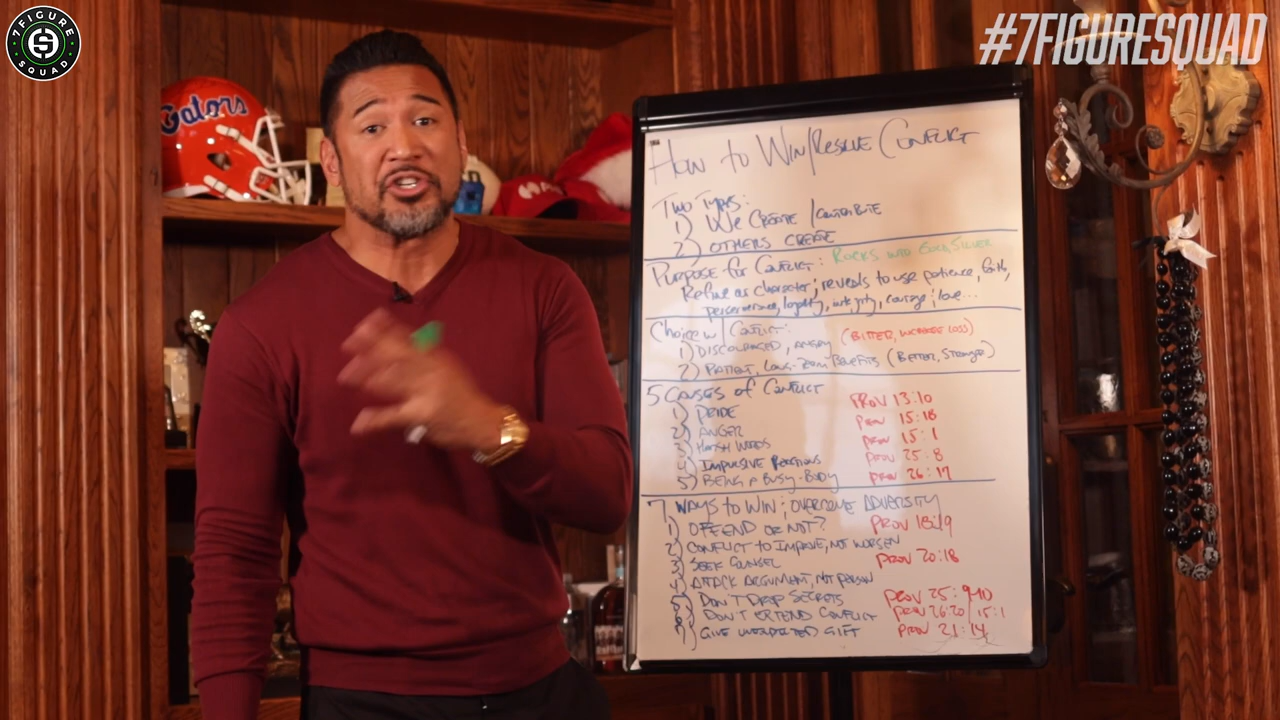 7FIGURE
SQUAD
#7FIGURESQUAD
Gators
How to Win/Resolve Conflict
Two Types:
1) We Create / Contribute
2) Others Create
Purpose for Conflict: Rocks into Gold, Silver
Refine our character; reveals to use patience, faith,
perseverance, loyalty, integrity, courage; love...
Choice w/ Conflict:
1) Discouraged, Angry (Bitter, Worse loss)
2) Patient, Long-Term Benefits (Better, Stronger)
5 Causes of Conflict
1) Pride Prov 13:10
2) Anger Prov 15:18
3) Harsh Words Prov 15:1
4) Impulsive Reactions Prov 25:8
5) Being a Busy-Body Prov 26:17
7 Ways to Win; Overcome Adversity
1) Offend or not? Prov 18:19
2) Conflict to Improve, not worsen
3) Seek Counsel Prov 20:18
4) Attack argument, not person
5) Don't Drop Secrets Prov 25:9-10
6) Don't Extend Conflict Prov 26:20/15:1
7) Give unexpected gift Prov 21:14